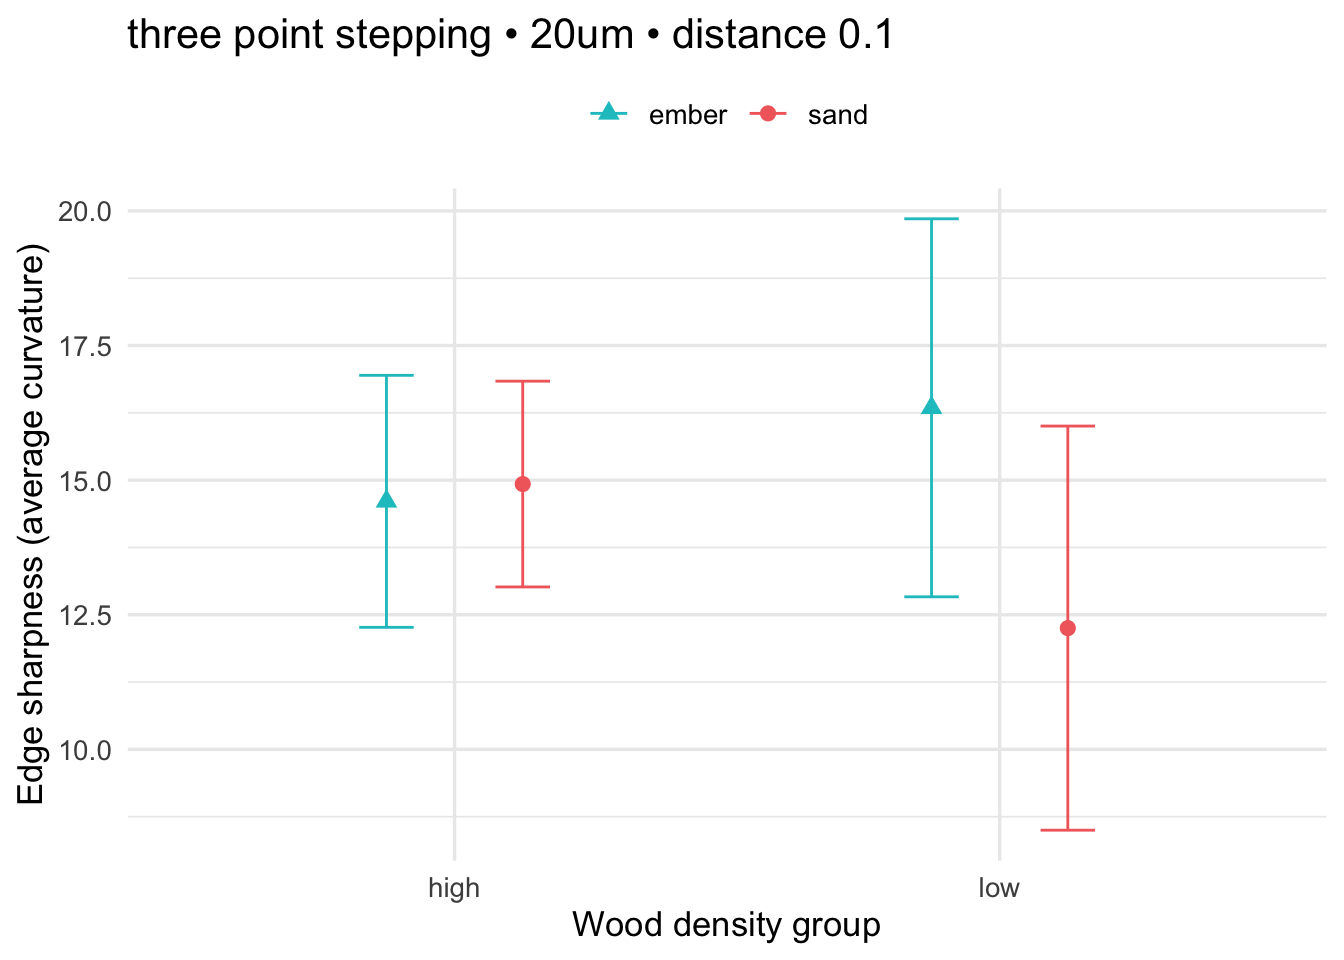 three point stepping • 20um • distance 0.1
ember sand
Edge sharpness (average curvature)
20.0
17.5
15.0
12.5
10.0
high low
Wood density group